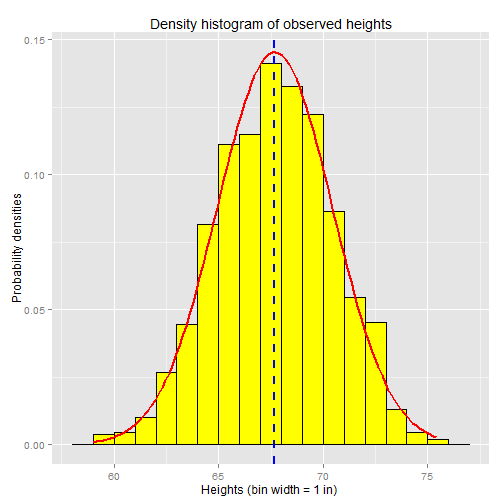 Density histogram of observed heights
0.15
0.10
0.05
0.00
Probability densities
60 65 70 75
Heights (bin width = 1 in)